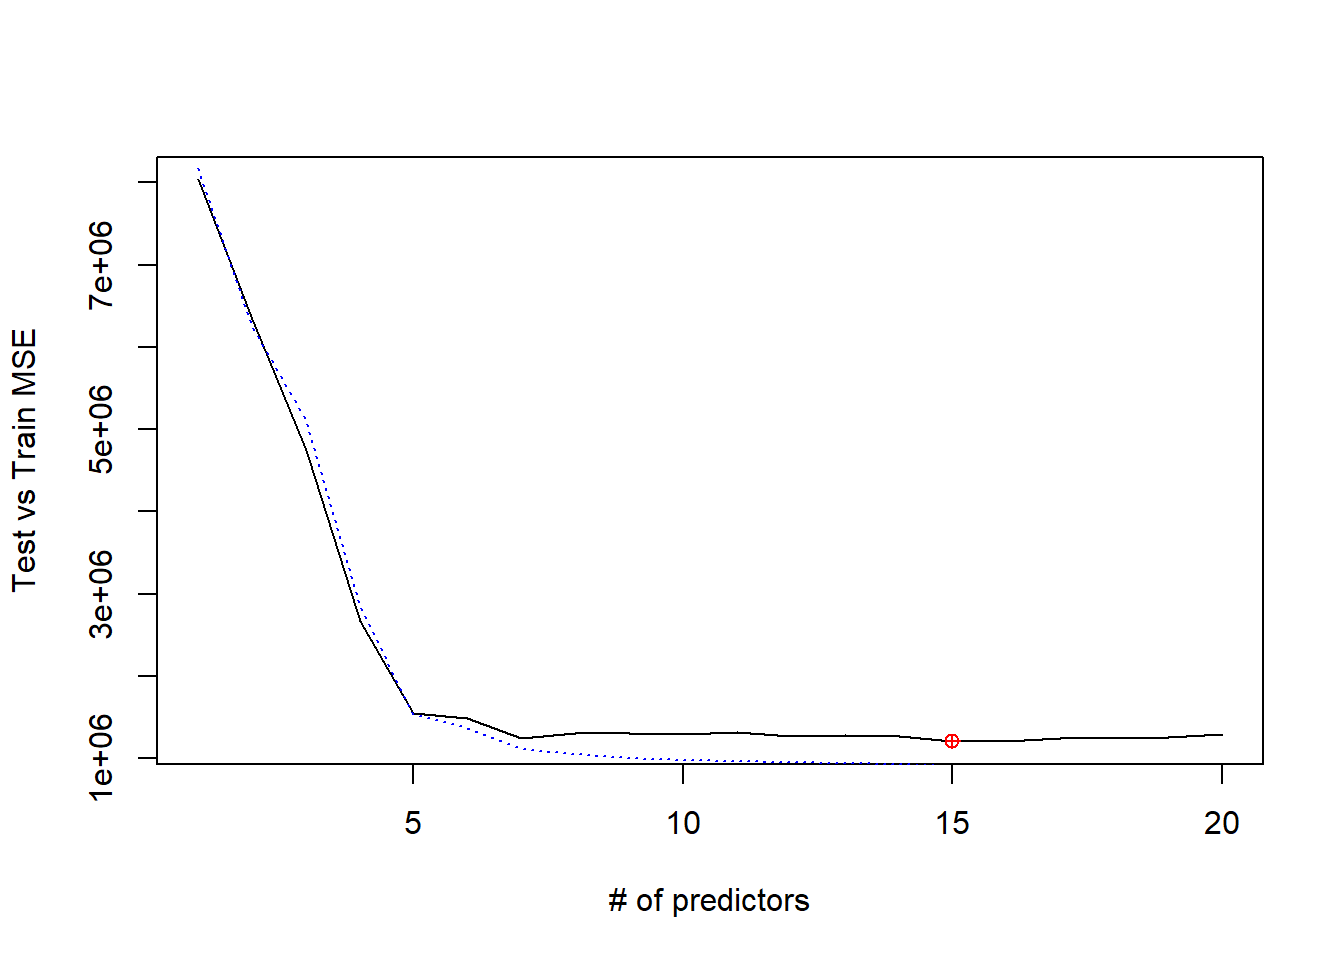 Test vs Train MSE
7e+06
5e+06
3e+06
1e+06
5 10 15 20
# of predictors